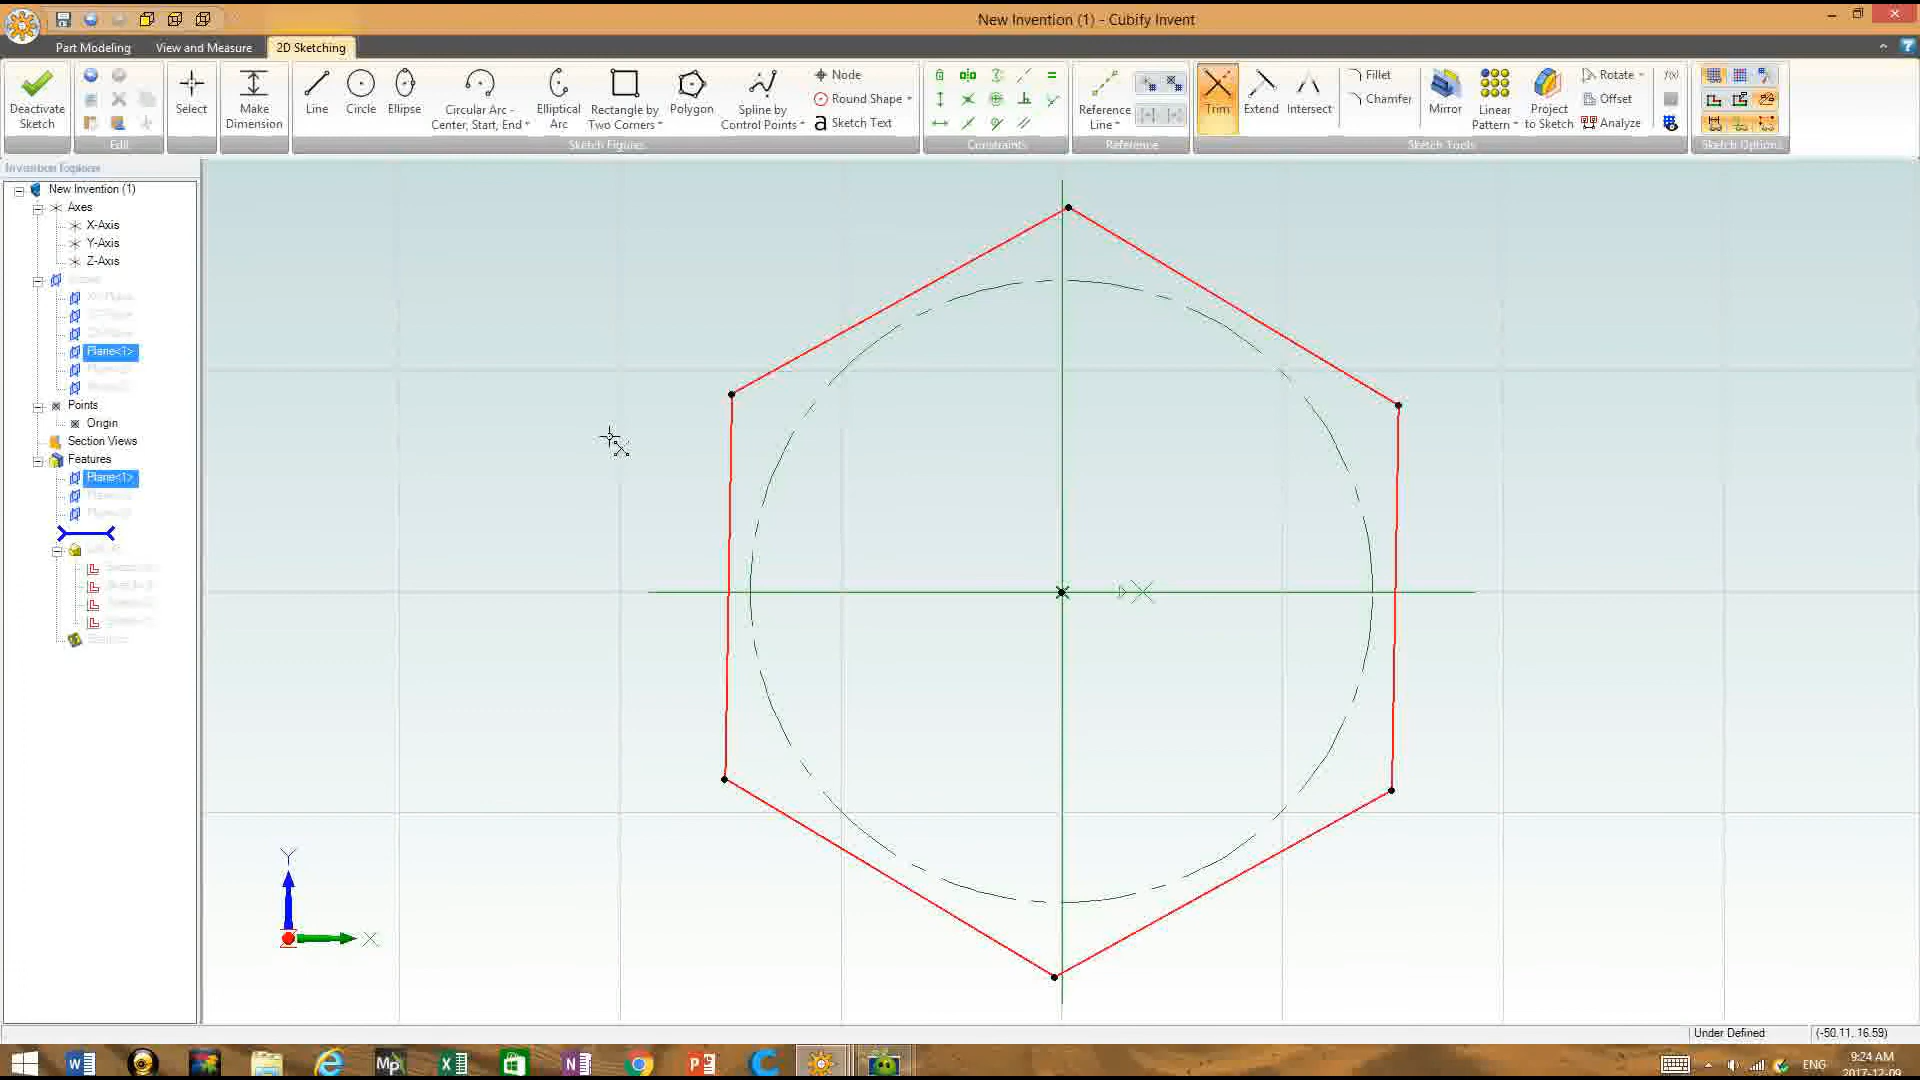 New Invention (1) - Cubify Invent
Part Modeling View and Measure 2D Sketching
Deactivate Sketch
Edit
Select
Make Dimension
Line Circle Ellipse Circular Arc - Center, Start, End Elliptical Arc Rectangle by Two Corners Polygon Spline by Control Points
Node
Round Shape
a Sketch Text
Sketch Figures
Constraints
Reference Line
Reference
Trim Extend Intersect
Fillet
Chamfer
Mirror Linear Pattern Project to Sketch
Rotate
Offset
Analyze
f(x)
Sketch Tools
Sketch Options
Invention Explorer
New Invention (1)
Axes
X-Axis
Y-Axis
Z-Axis
Plane<1>
Points
Origin
Section Views
Features
Plane<1>
Y
X
Under Defined (-50.11, 16.59)
ENG
9:24 AM
2017-12-09